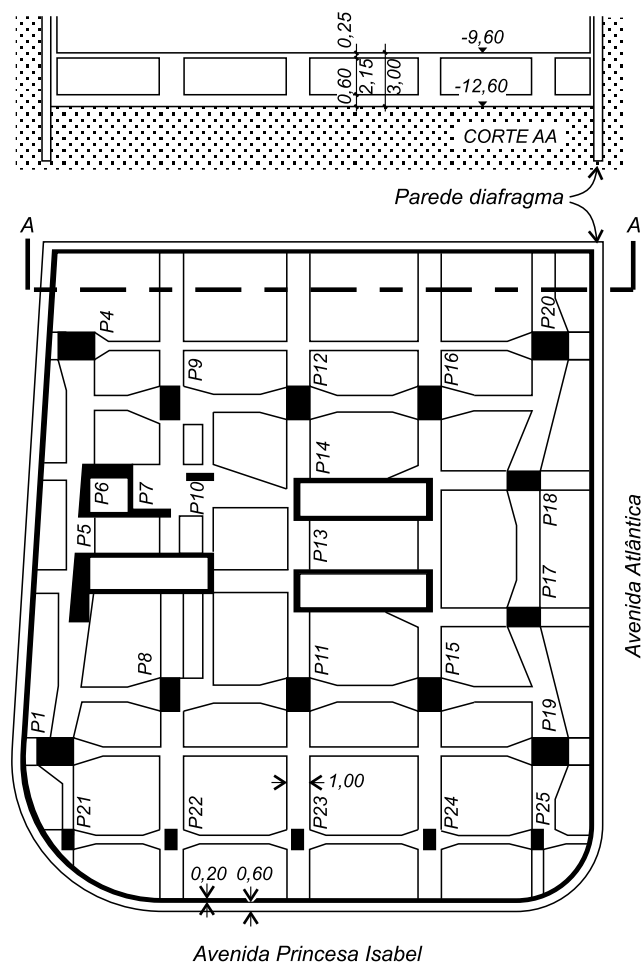 0,25
-9,60
0,60
2,15
3,00
-12,60
CORTE AA
Parede diafragma
A
A
P4
P20
P9
P12
P16
P14
P6
P7
P10
P18
P5
P13
P17
Avenida Atlântica
P8
P11
P15
P1
P19
1,00
P21
P22
P23
P24
P25
0,20
0,60
Avenida Princesa Isabel